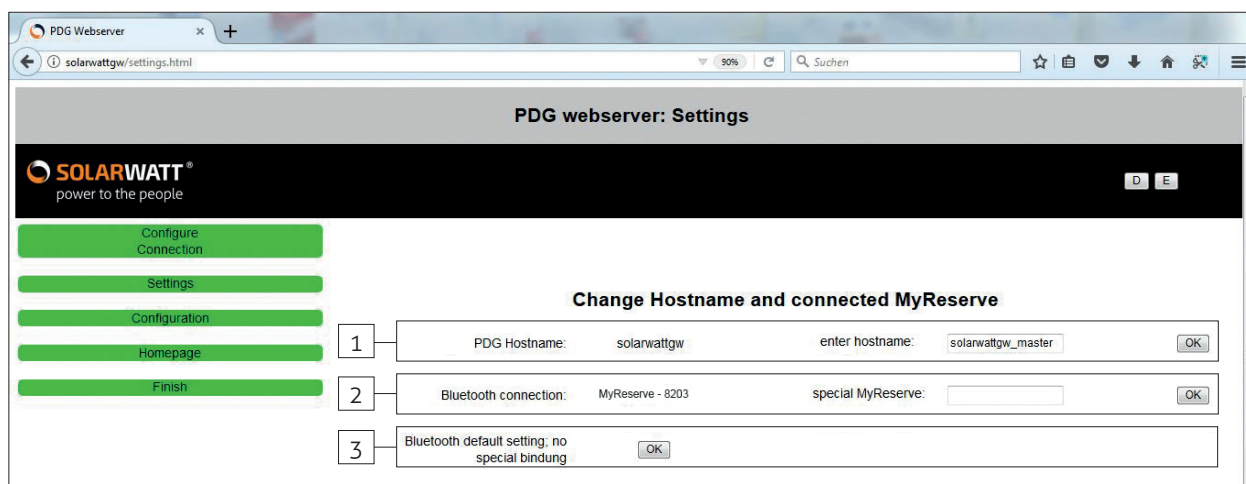 PDG Webserver
solarwattgw/settings.html
90%
Suchen
PDG webserver: Settings
SOLARWATT®
power to the people
D E
Configure
Connection
Settings
Configuration
Homepage
Finish
Change Hostname and connected MyReserve
1 PDG Hostname: solarwattgw enter hostname: solarwattgw_master OK
2 Bluetooth connection: MyReserve - 8203 special MyReserve: OK
3 Bluetooth default setting; no
special bindung OK